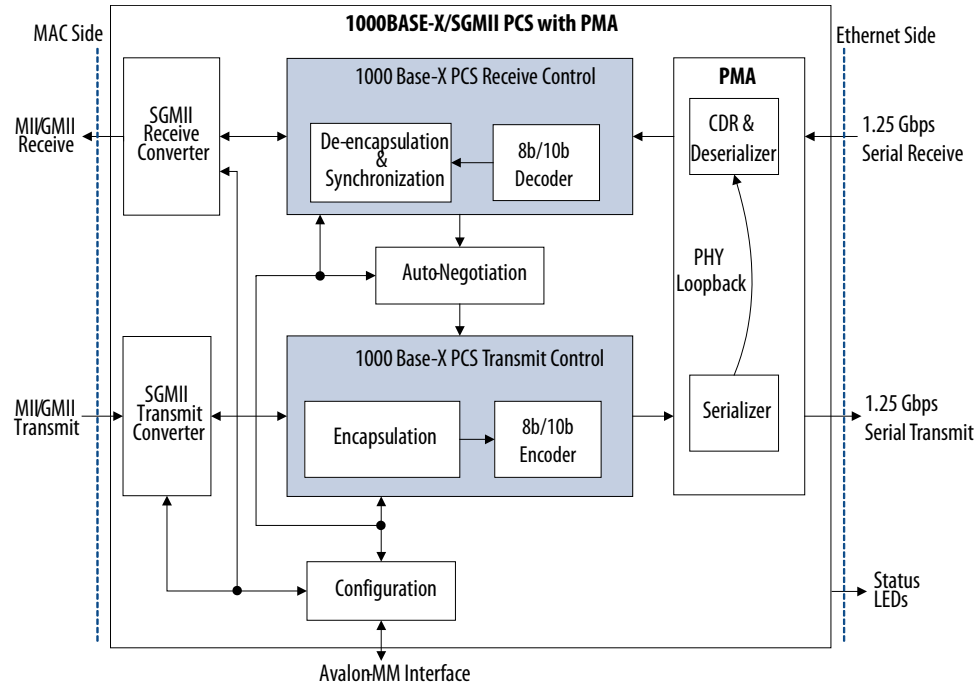 1000BASE-X/SGMII PCS with PMA
MAC Side
Ethernet Side
1000 Base-X PCS Receive Control
PMA
SGMII
Receive
Converter
MII/GMII
Receive
De-encapsulation
&
Synchronization
8b/10b
Decoder
CDR &
Deserializer
1.25 Gbps
Serial Receive
Auto-Negotiation
PHY
Loopback
1000 Base-X PCS Transmit Control
SGMII
Transmit
Converter
MII/GMII
Transmit
Encapsulation
8b/10b
Encoder
Serializer
1.25 Gbps
Serial Transmit
Configuration
Status
LEDs
Avalon-MM Interface